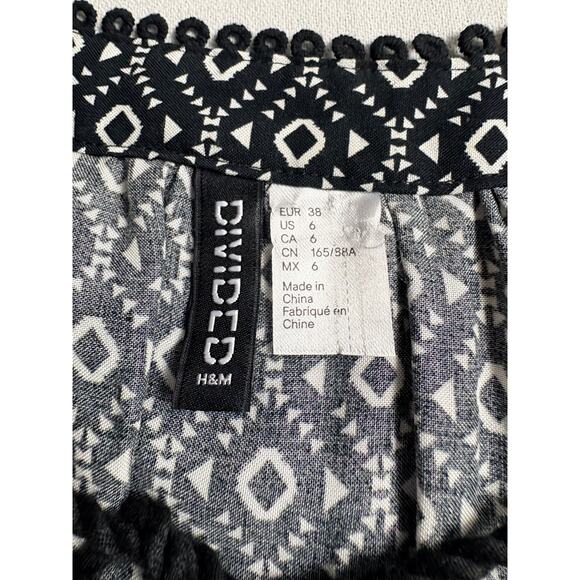 DIVIDED
H&M
EUR 38
US 6
CA 6
CN 165/88A
MX 6
Made in
China
Fabriqué en
Chine